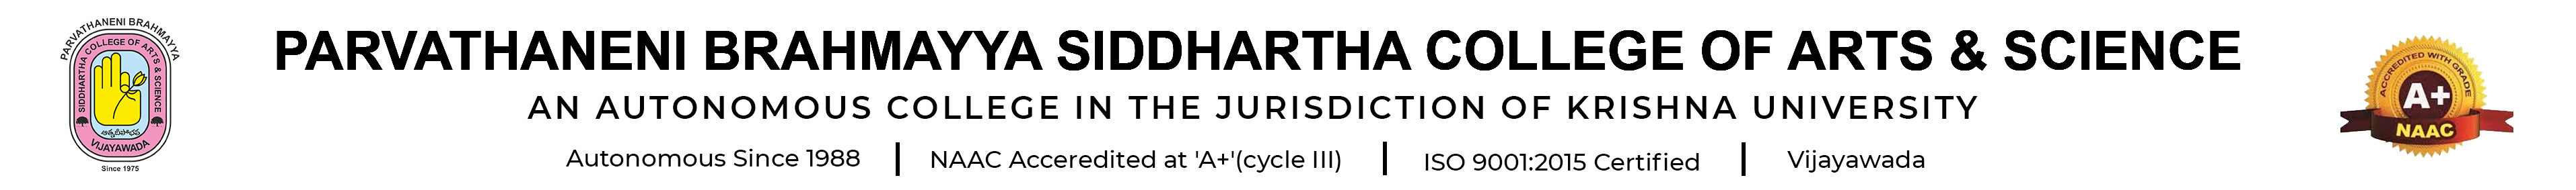 PARVATHANENI BRAHMAYYA
SIDDHARTHA COLLEGE OF ARTS & SCIENCE
VIJAYAWADA
Since 1975
PARVATHANENI BRAHMAYYA SIDDHARTHA COLLEGE OF ARTS & SCIENCE
AN AUTONOMOUS COLLEGE IN THE JURISDICTION OF KRISHNA UNIVERSITY
Autonomous Since 1988 | NAAC Acceredited at 'A+'(cycle III) | ISO 9001:2015 Certified | Vijayawada
ACCREDITED WITH GRADE
A+
NAAC